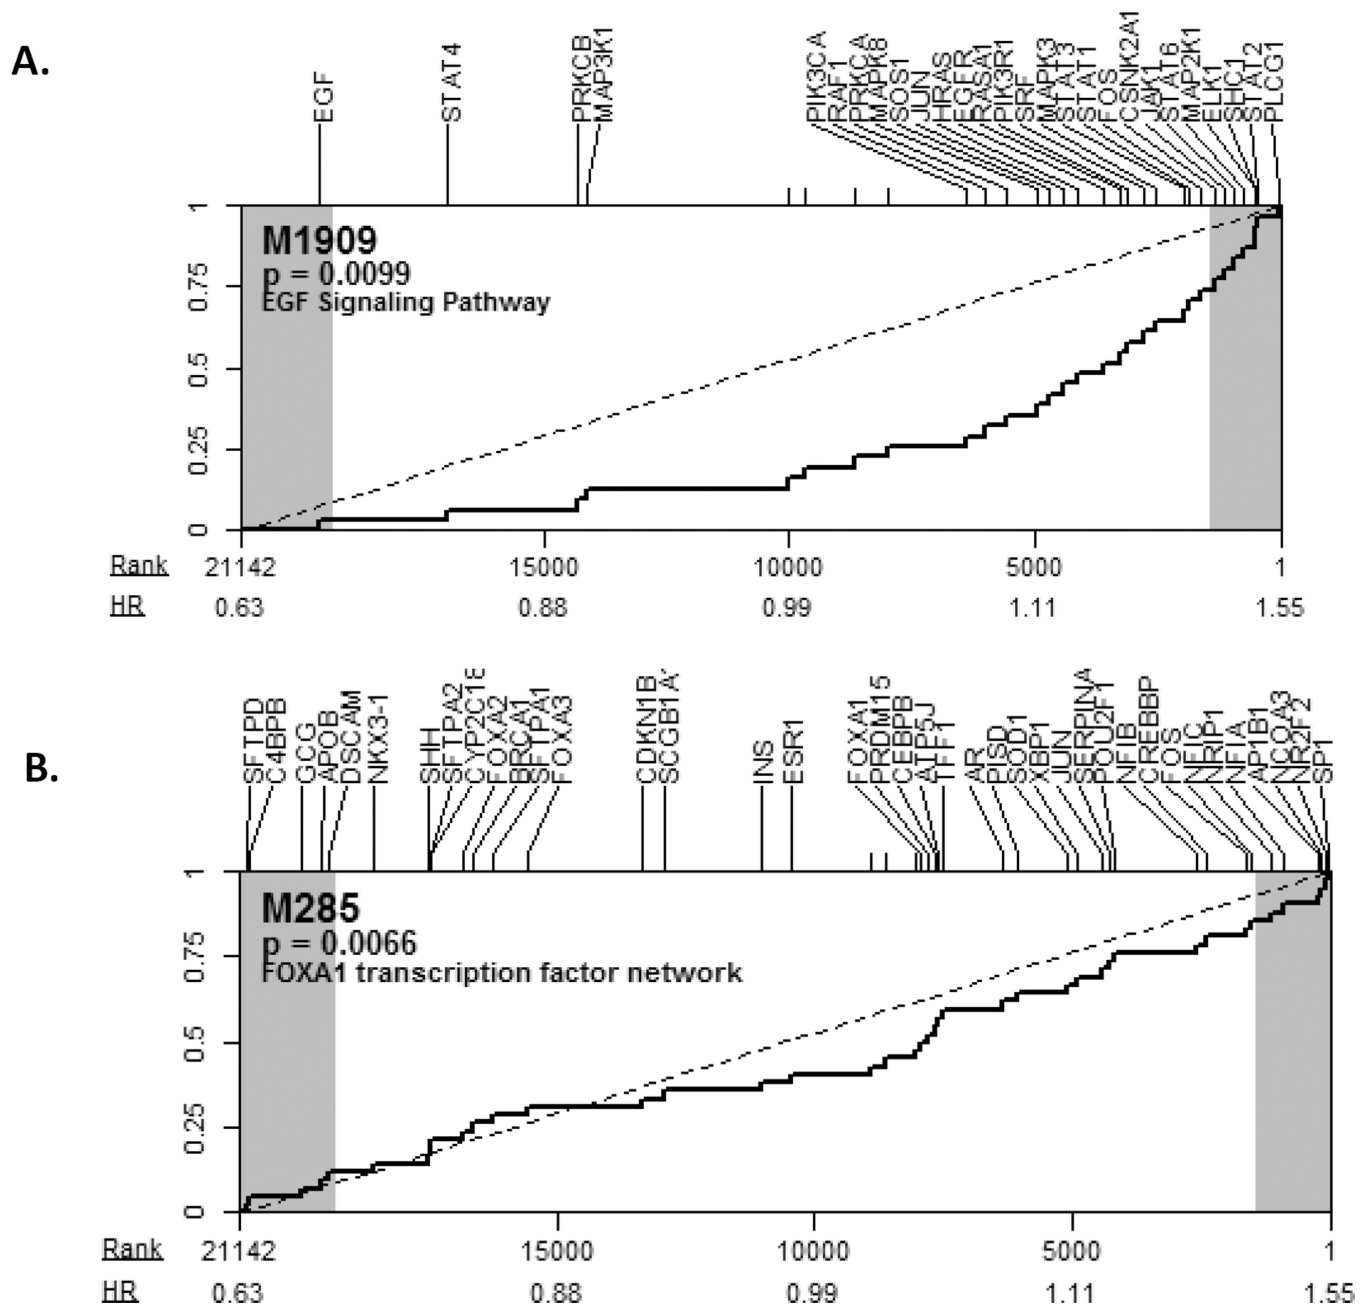 A.
EGF
STAT4
PRKCB
MAP3K1
PIK3CA
RAF1
PRKCA
MAPK8
SOS1
JUN
HRAS
EGFR
RASA1
PIK3R1
SRF
MAPK3
STAT3
STAT1
FOS
CSNK2A1
JAK1
STAT6
MAP2K1
ELK1
SHC1
STAT2
PLCG1
M1909
p = 0.0099
EGF Signaling Pathway
1
0.75
0.5
0.25
0
Rank 21142 15000 10000 5000 1
HR 0.63 0.88 0.99 1.11 1.55
B.
SFTPD
C4BPB
GCG
APOB
DSCAM
NKX3-1
SHH
SFTPA2
CYP2C18
FOXA2
BRCA1
SFTPA1
FOXA3
CDKN1B
SCGB1A1
INS
ESR1
FOXA1
PRDM15
CEBPB
ATP5J
TFF1
AR
PISD
SOD1
XBP1
JUN
SERPINA
POU2F1
NFIB
CREBBP
FOS
NFIC
NRIP1
NFIA
AP1B1
NCOA3
NR2F2
SP1
M285
p = 0.0066
FOXA1 transcription factor network
1
0.75
0.5
0.25
0
Rank 21142 15000 10000 5000 1
HR 0.63 0.88 0.99 1.11 1.55